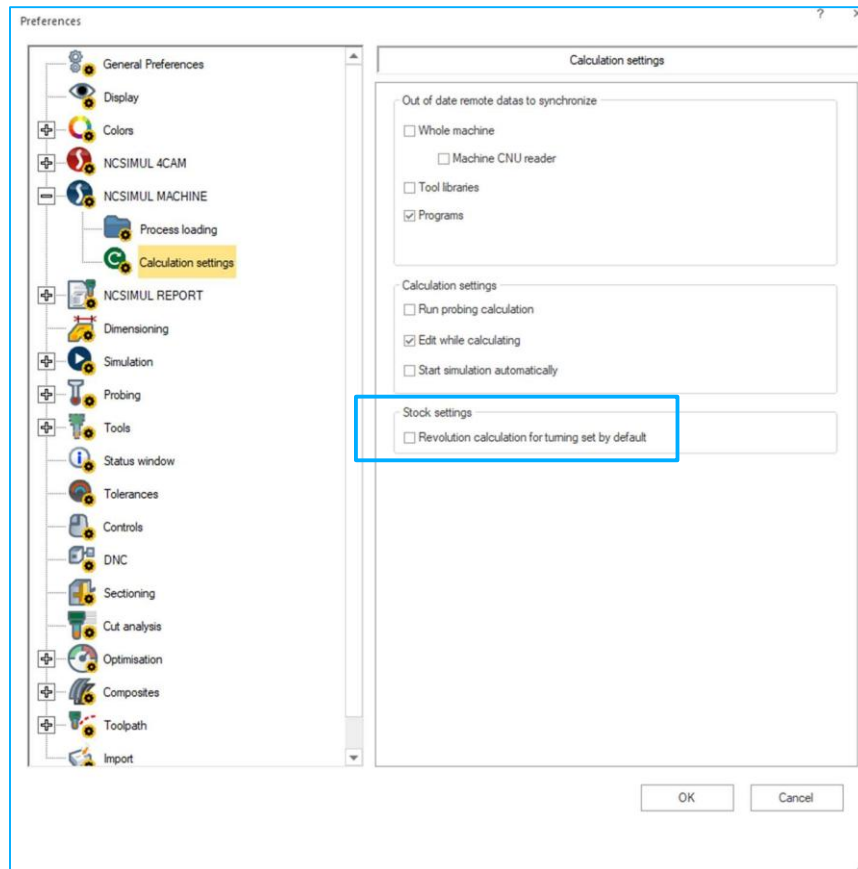 Preferences
?
General Preferences
Display
Colors
NCSIMUL 4CAM
NCSIMUL MACHINE
Process loading
Calculation settings
NCSIMUL REPORT
Dimensioning
Simulation
Probing
Tools
Status window
Tolerances
Controls
DNC
Sectioning
Cut analysis
Optimisation
Composites
Toolpath
Import
Calculation settings
Out of date remote datas to synchronize
Whole machine
Machine CNU reader
Tool libraries
Programs
Calculation settings
Run probing calculation
Edit while calculating
Start simulation automatically
Stock settings
Revolution calculation for turning set by default
OK
Cancel